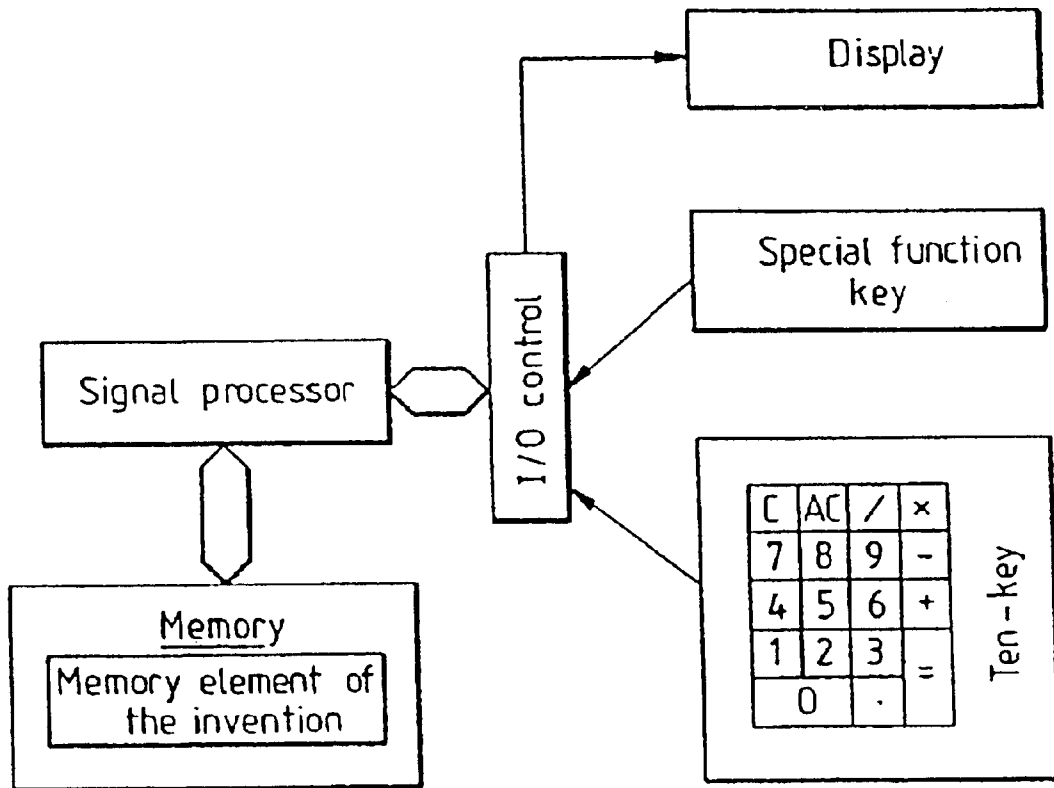 Display
Special function
key
I/O control
Signal processor
Memory
Memory element of
the invention
C AC / ×
7 8 9 -
4 5 6 +
1 2 3 =
0 .
Ten-key